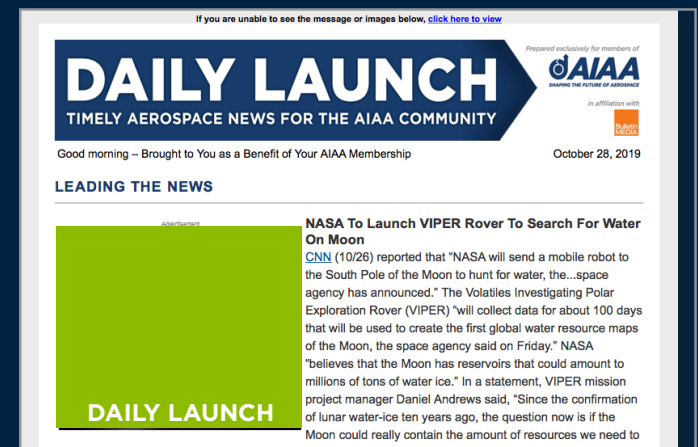 If you are unable to see the message or images below, click here to view
Prepared exclusively for members of
DAILY LAUNCH
AIAA
SHAPING THE FUTURE OF AEROSPACE
TIMELY AEROSPACE NEWS FOR THE AIAA COMMUNITY
in affiliation with
Bulletin
MEDIA
Good morning – Brought to You as a Benefit of Your AIAA Membership
October 28, 2019
LEADING THE NEWS
Advertisement
DAILY LAUNCH
NASA To Launch VIPER Rover To Search For Water
On Moon
CNN (10/26) reported that "NASA will send a mobile robot to
the South Pole of the Moon to hunt for water, the...space
agency has announced." The Volatiles Investigating Polar
Exploration Rover (VIPER) "will collect data for about 100 days
that will be used to create the first global water resource maps
of the Moon, the space agency said on Friday." NASA
"believes that the Moon has reservoirs that could amount to
millions of tons of water ice." In a statement, VIPER mission
project manager Daniel Andrews said, "Since the confirmation
of lunar water-ice ten years ago, the question now is if the
Moon could really contain the amount of resources we need to